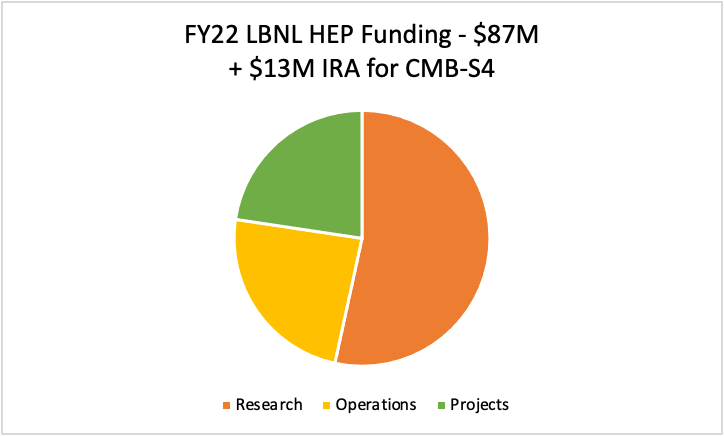 FY22 LBNL HEP Funding - $87M
+ $13M IRA for CMB-S4
Research Operations Projects